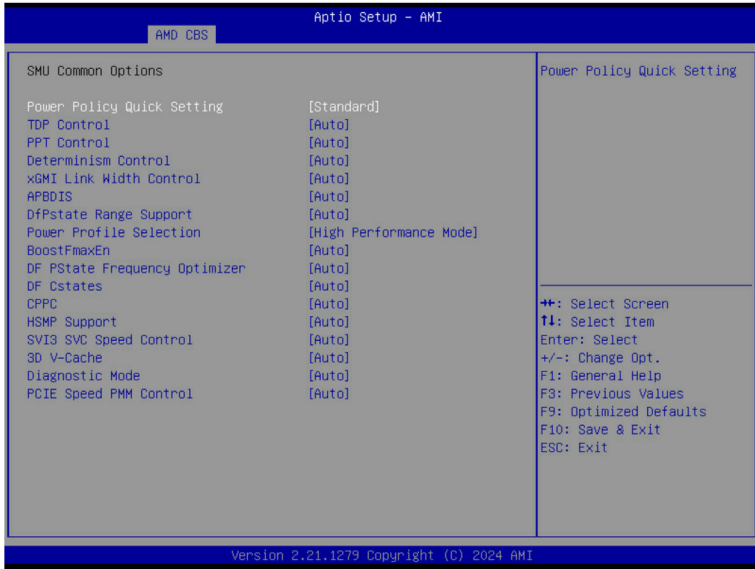 Aptio Setup – AMI
AMD CBS
SMU Common Options
Power Policy Quick Setting [Standard]
TDP Control [Auto]
PPT Control [Auto]
Determinism Control [Auto]
xGMI Link Width Control [Auto]
APBDIS [Auto]
DfPstate Range Support [Auto]
Power Profile Selection [High Performance Mode]
BoostFmaxEn [Auto]
DF PState Frequency Optimizer [Auto]
DF Cstates [Auto]
CPPC [Auto]
HSMP Support [Auto]
SVI3 SVC Speed Control [Auto]
3D V-Cache [Auto]
Diagnostic Mode [Auto]
PCIE Speed PMM Control [Auto]
Power Policy Quick Setting
→←: Select Screen
↑↓: Select Item
Enter: Select
+/-: Change Opt.
F1: General Help
F3: Previous Values
F9: Optimized Defaults
F10: Save & Exit
ESC: Exit
Version 2.21.1279 Copyright (C) 2024 AMI